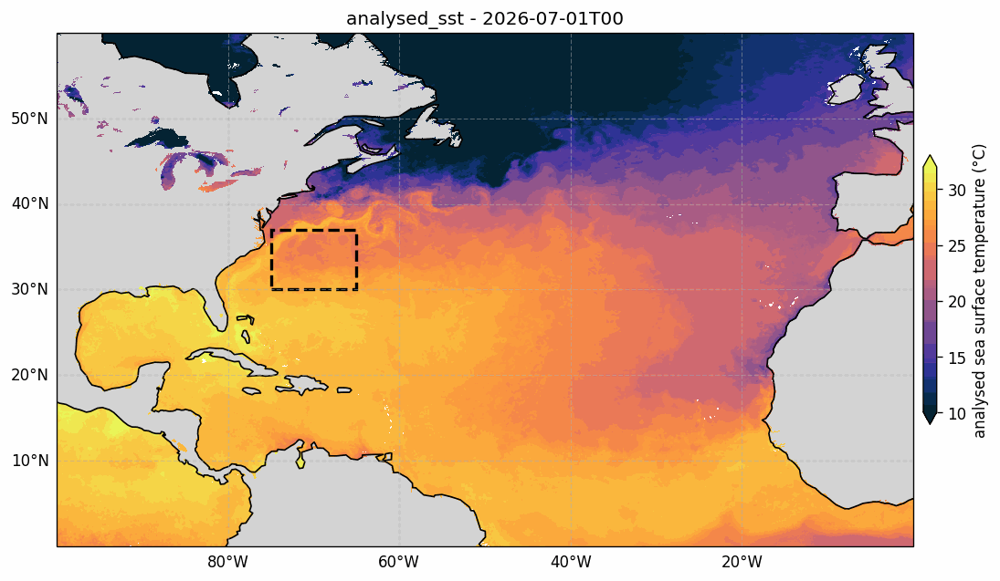 analysed_sst - 2026-07-01T00
50°N
40°N
30°N
20°N
10°N
80°W
60°W
40°W
20°W
30
25
20
15
10
analysed sea surface temperature (°C)